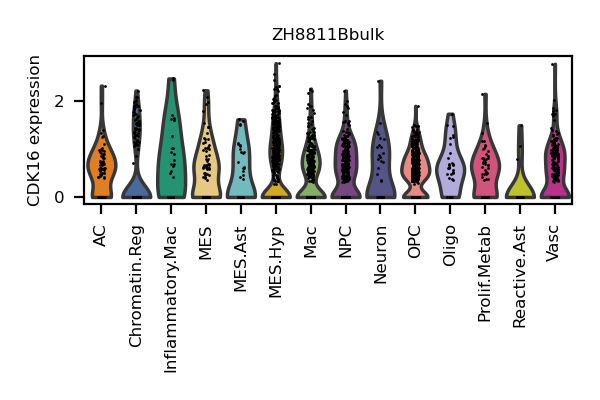 ZH8811Bbulk
CDK16 expression
2
0
AC
Chromatin.Reg
Inflammatory.Mac
MES
MES.Ast
MES.Hyp
Mac
NPC
Neuron
OPC
Oligo
Prolif.Metab
Reactive.Ast
Vasc